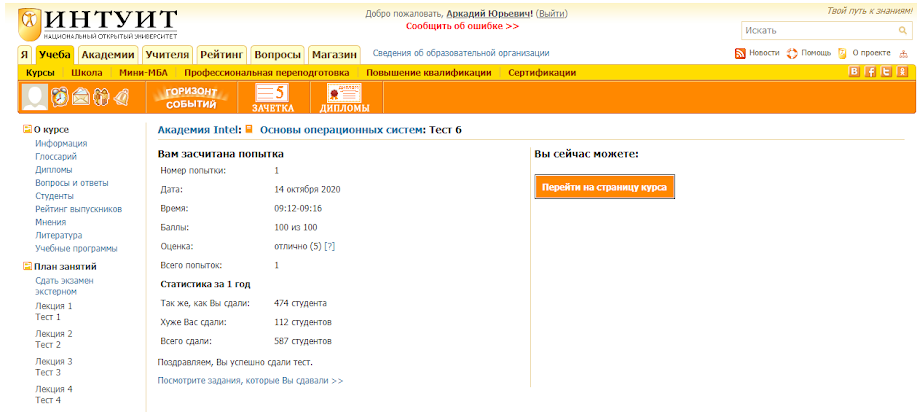 ИНТУИТ
НАЦИОНАЛЬНЫЙ ОТКРЫТЫЙ УНИВЕРСИТЕТ
Добро пожаловать, Аркадий Юрьевич! (Выйти)
Сообщить об ошибке >>
Твой путь к знаниям!
Искать
Я Учеба Академии Учителя Рейтинг Вопросы Магазин Сведения об образовательной организации
Новости Помощь О проекте
Курсы Школа Мини-МБА Профессиональная переподготовка Повышение квалификации Сертификации
ГОРИЗОНТ СОБЫТИЙ
5 ЗАЧЕТКА
ДИПЛОМЫ
О курсе
Информация
Глоссарий
Дипломы
Вопросы и ответы
Студенты
Рейтинг выпускников
Мнения
Литература
Учебные программы
План занятий
Сдать экзамен
экстерном
Лекция 1
Тест 1
Лекция 2
Тест 2
Лекция 3
Тест 3
Лекция 4
Тест 4
Академия Intel: Основы операционных систем: Тест 6
Вам засчитана попытка
Номер попытки: 1
Дата: 14 октября 2020
Время: 09:12-09:16
Баллы: 100 из 100
Оценка: отлично (5) [?]
Всего попыток: 1
Статистика за 1 год
Так же, как Вы сдали: 474 студента
Хуже Вас сдали: 112 студентов
Всего сдали: 587 студентов
Поздравляем, Вы успешно сдали тест.
Посмотрите задания, которые Вы сдавали >>
Вы сейчас можете:
Перейти на страницу курса